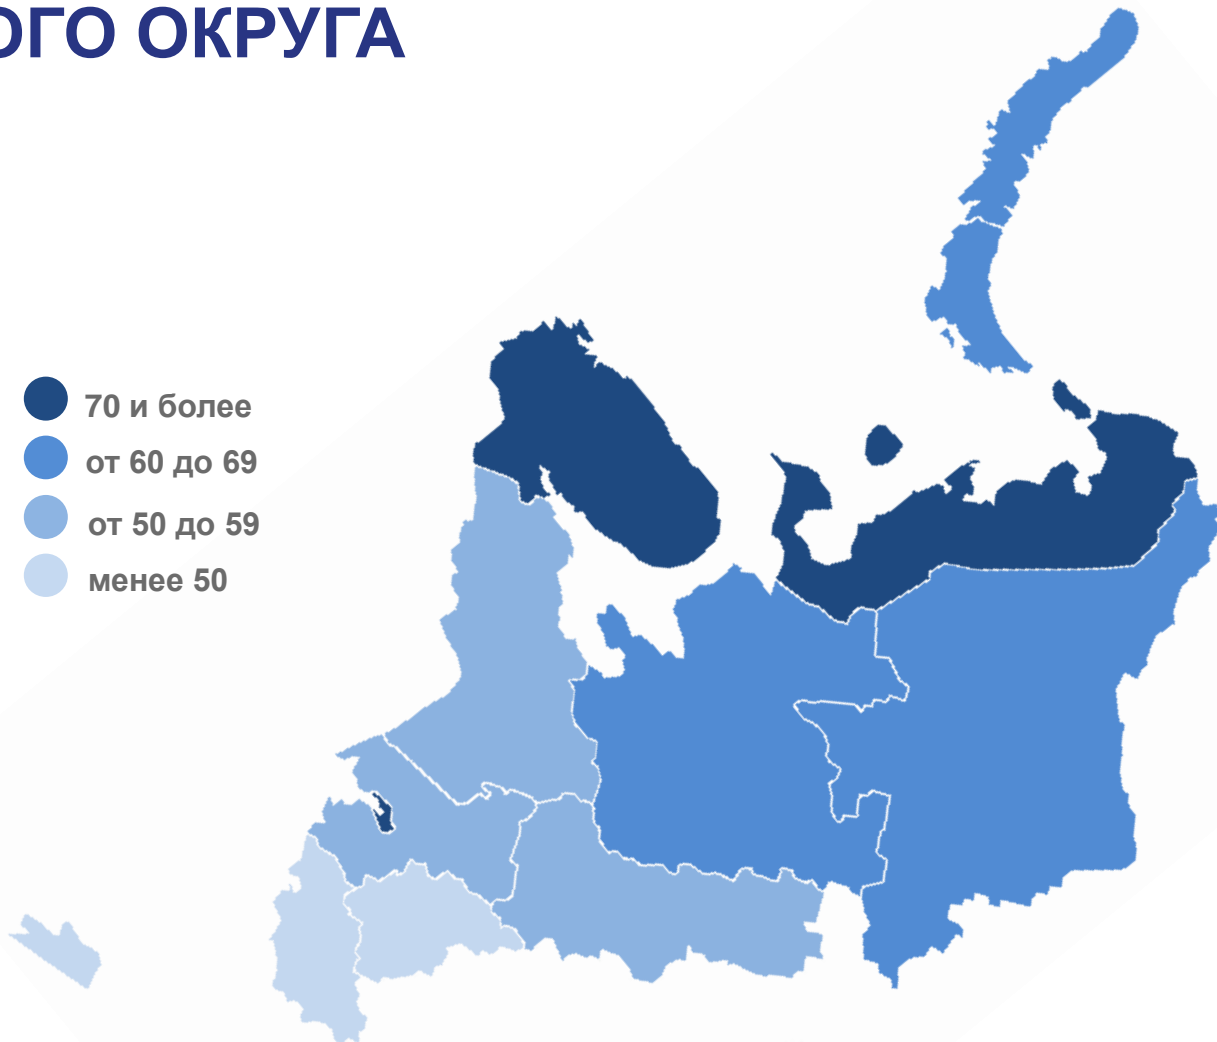 ОГО ОКРУГА
70 и более
от 60 до 69
от 50 до 59
менее 50